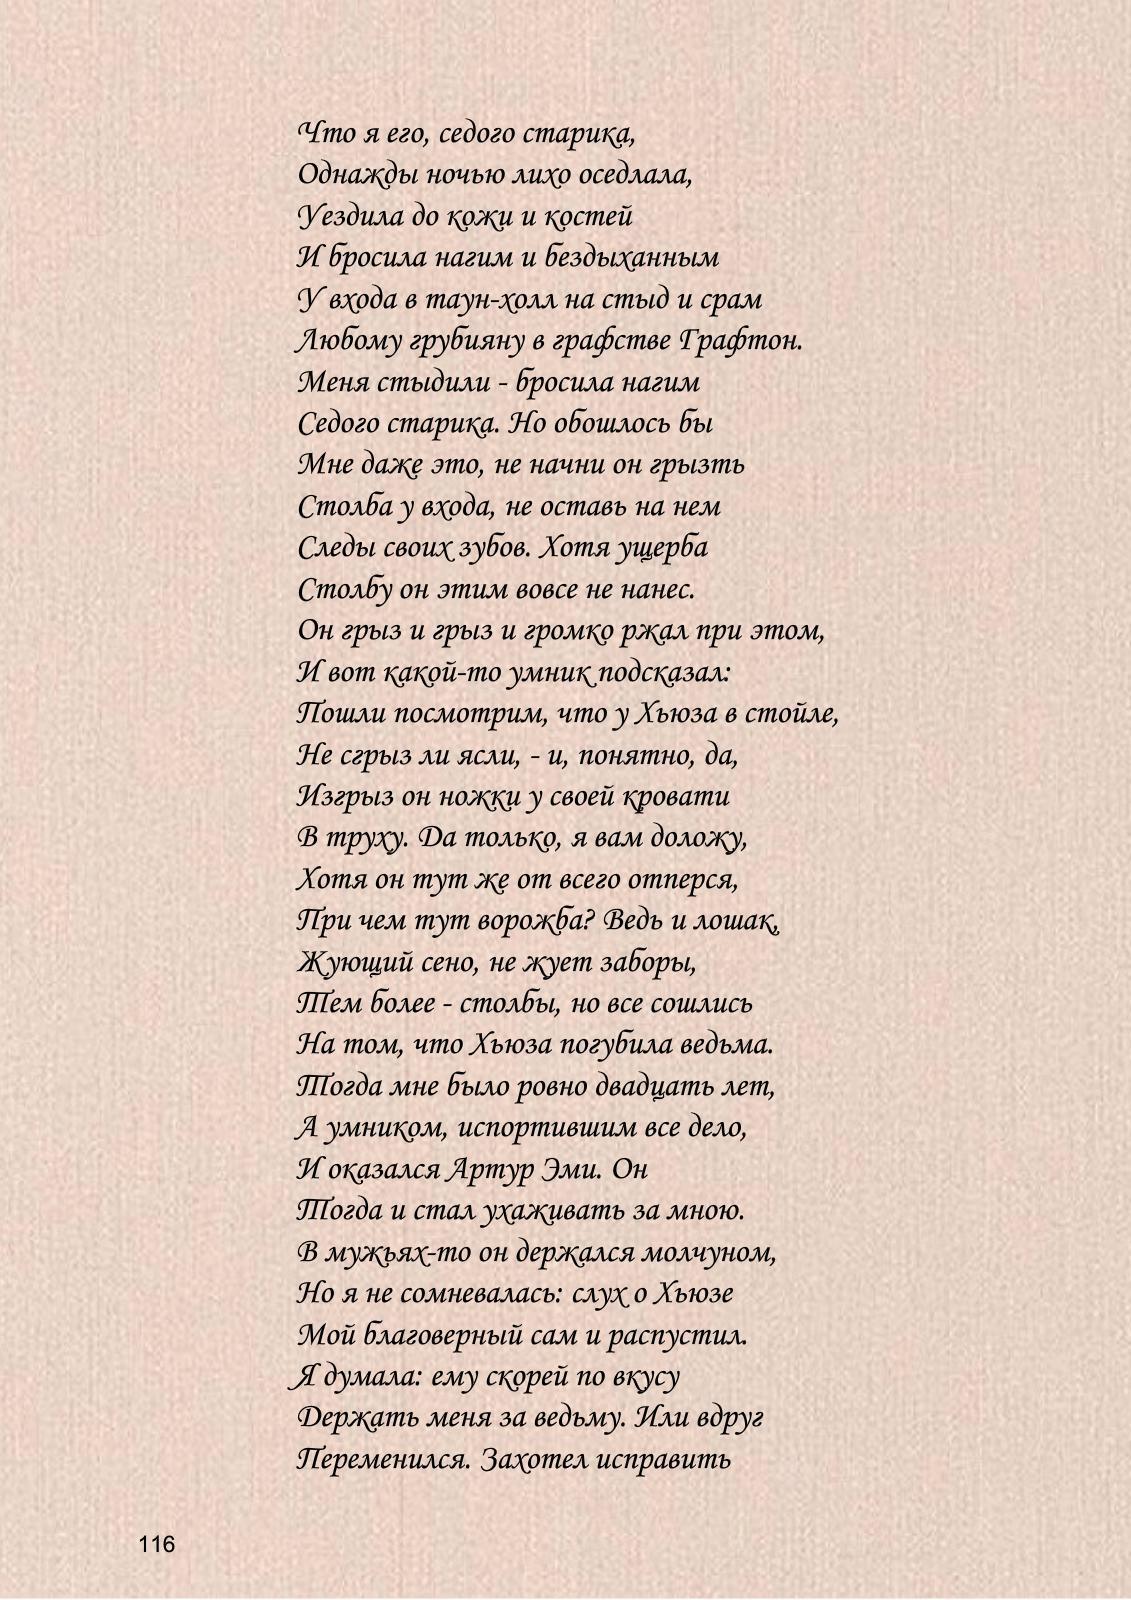 Что я его, седого старика,
Однажды ночью лихо оседлала,
Уездила до кожи и костей
И бросила нагим и бездыханным
У входа в таун-холл на стыд и срам
Любому грубияну в графстве Графтон.
Меня стыдили - бросила нагим
Седого старика. Но обошлось бы
Мне даже это, не начни он грызть
Столба у входа, не оставь на нем
Следы своих зубов. Хотя ущерба
Столбу он этим вовсе не нанес.
Он грыз и грыз и громко ржал при этом,
И вот какой-то умник подсказал:
Пошли посмотрим, что у Хьюза в стойле,
Не сгрыз ли ясли, - и, понятно, да,
Изгрыз он ножки у своей кровати
В труху. Да только, я вам доложу,
Хотя он тут же от всего отперся,
При чем тут ворожба? Ведь и лошак,
Жующий сено, не жует заборы,
Тем более - столбы, но все сошлись
На том, что Хьюза погубила ведьма.
Тогда мне было ровно двадцать лет,
А умником, испортившим все дело,
И оказался Артур Эми. Он
Тогда и стал ухаживать за мною.
В мужьях-то он держался молчуном,
Но я не сомневалась: слух о Хьюзе
Мой благоверный сам и распустил.
Я думала: ему скорей по вкусу
Держать меня за ведьму. Или вдруг
Переменился. Захотел исправить
116